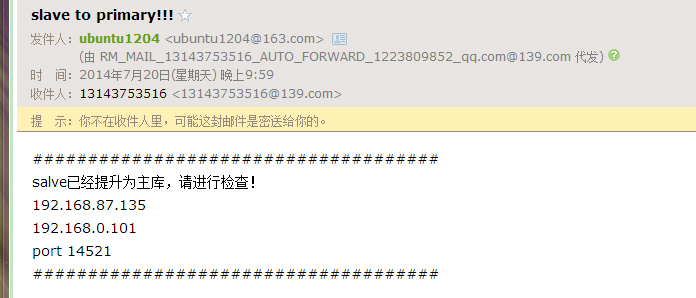 slave to primary!!!
发件人：ubuntu1204 <ubuntu1204@163.com>
(由 RM_MAIL_13143753516_AUTO_FORWARD_1223809852_qq.com@139.com 代发)
时　间：2014年7月20日(星期天) 晚上9:59
收件人：13143753516 <13143753516@139.com>
提　示：你不在收件人里，可能这封邮件是密送给你的。
#####################################
salve已经提升为主库，请进行检查！
192.168.87.135
192.168.0.101
port 14521
#####################################